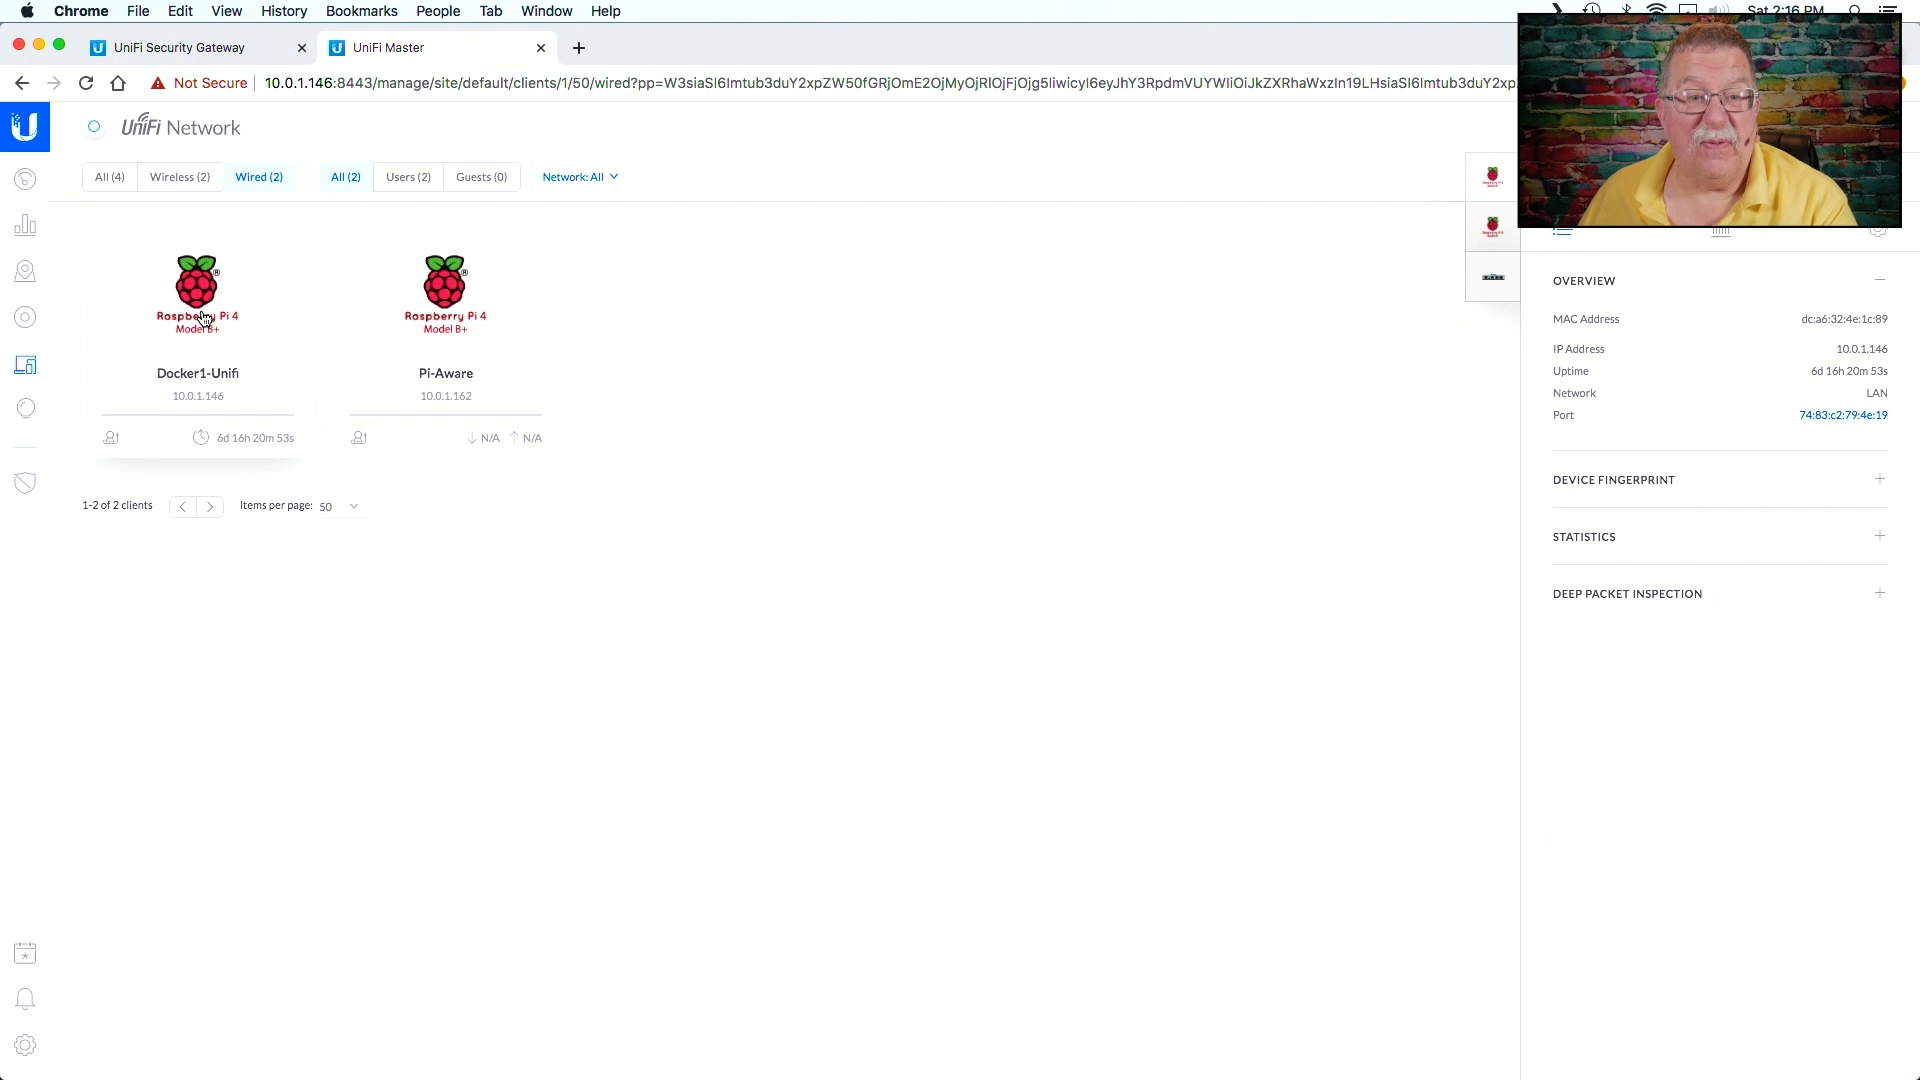 Chrome File Edit View History Bookmarks People Tab Window Help
Sat 2:16 PM
UniFi Security Gateway
UniFi Master
Not Secure
10.0.1.146:8443/manage/site/default/clients/1/50/wired?pp=W3siaSI6Imtub3duY2xpZW50fGRjOmE2OjMyOjRlOjFjOjg5IiwicyI6eyJhY3RpdmVUYWIiOiJkZXRhaWxzIn19LHsiaSI6Imtub3duY2xp
UniFi Network
All (4) Wireless (2) Wired (2) All (2) Users (2) Guests (0) Network: All
Raspberry Pi 4
Model B+
Docker1-Unifi
10.0.1.146
6d 16h 20m 53s
Raspberry Pi 4
Model B+
Pi-Aware
10.0.1.162
N/A N/A
1-2 of 2 clients
Items per page: 50
OVERVIEW
MAC Address dc:a6:32:4e:1c:89
IP Address 10.0.1.146
Uptime 6d 16h 20m 53s
Network LAN
Port 74:83:c2:79:4e:19
DEVICE FINGERPRINT
STATISTICS
DEEP PACKET INSPECTION